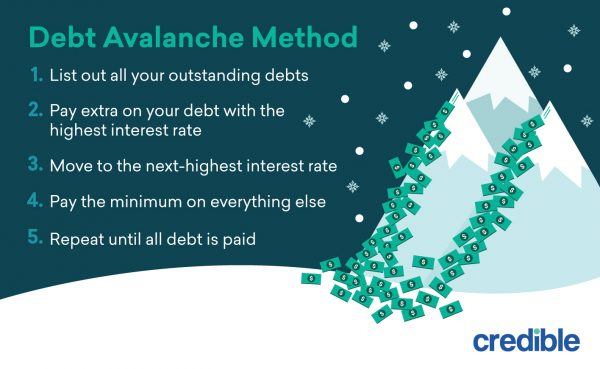 Debt Avalanche Method
1. List out all your outstanding debts
2. Pay extra on your debt with the
highest interest rate
3. Move to the next-highest interest rate
4. Pay the minimum on everything else
5. Repeat until all debt is paid
credible